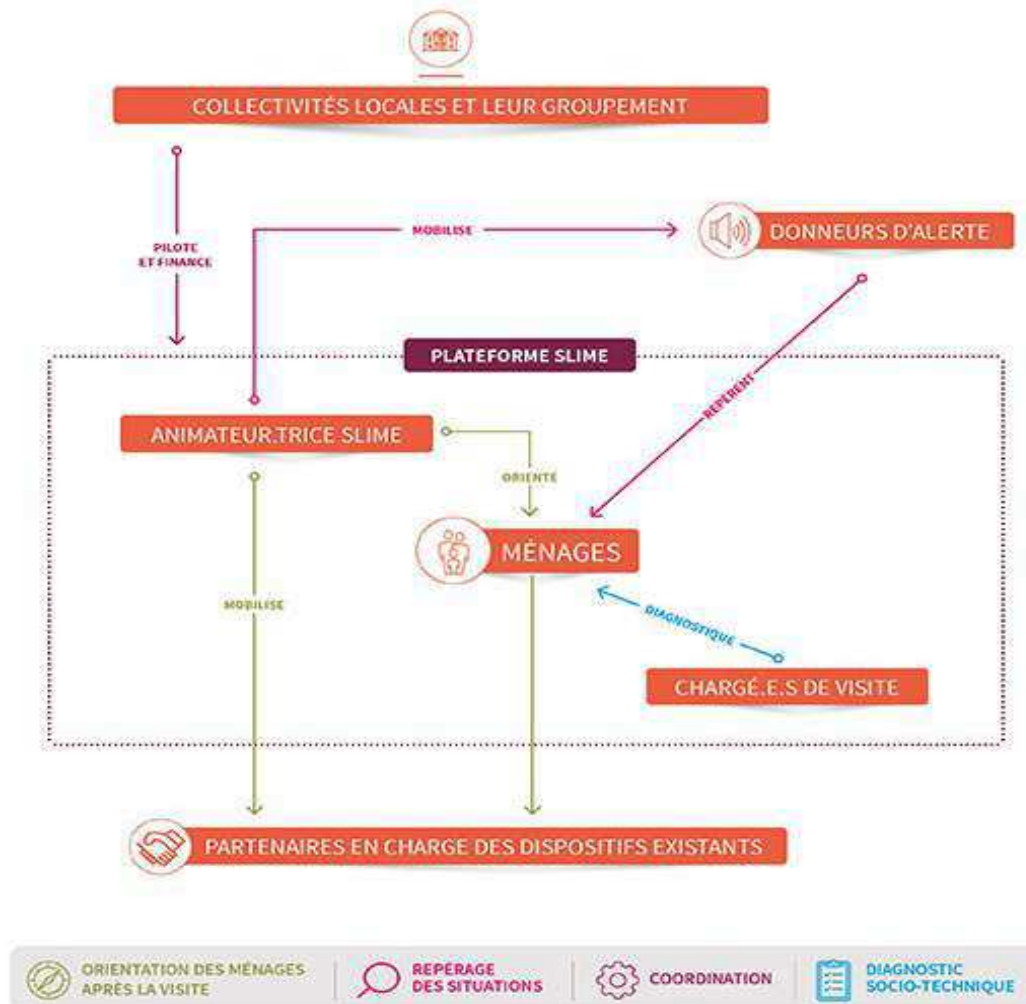 COLLECTIVITÉS LOCALES ET LEUR GROUPEMENT
MOBILISE
DONNEURS D'ALERTE
PILOTE
ET FINANCE
PLATEFORME SLIME
REPÈRENT
ANIMATEUR.TRICE SLIME
ORIENTE
MÉNAGES
MOBILISE
DIAGNOSTIQUE
CHARGÉ.E.S DE VISITE
PARTENAIRES EN CHARGE DES DISPOSITIFS EXISTANTS
ORIENTATION DES MÉNAGES
APRÈS LA VISITE
REPÉRAGE
DES SITUATIONS
COORDINATION
DIAGNOSTIC
SOCIO-TECHNIQUE